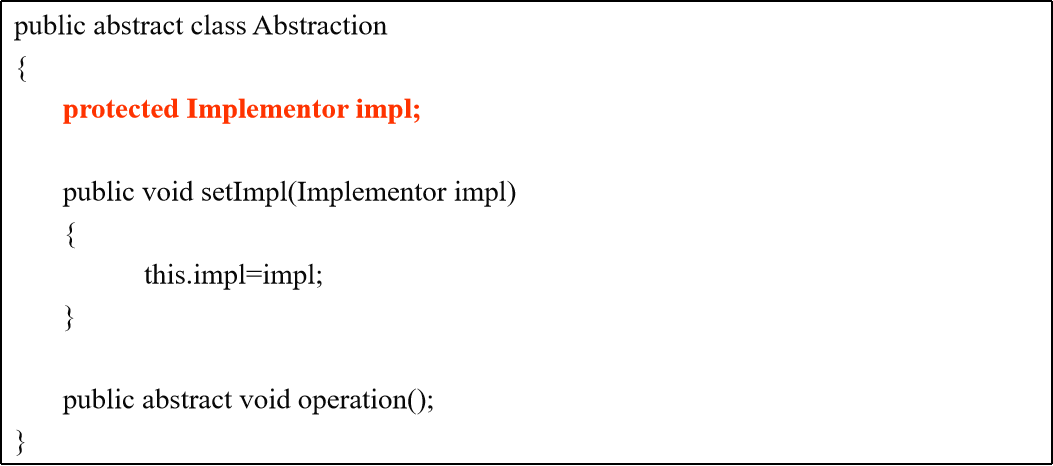 public abstract class Abstraction
{
protected Implementor impl;
public void setImpl(Implementor impl)
{
this.impl=impl;
}
public abstract void operation();
}